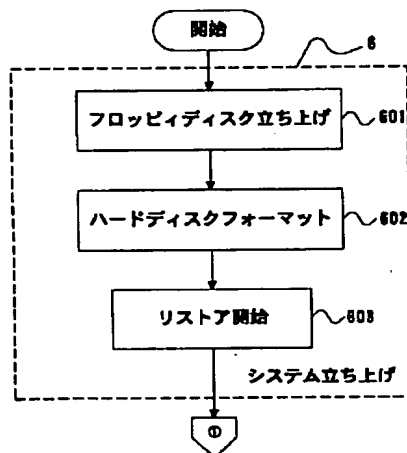 開始
6
フロッピィディスク立ち上げ
601
ハードディスクフォーマット
602
リストア開始
603
システム立ち上げ
①